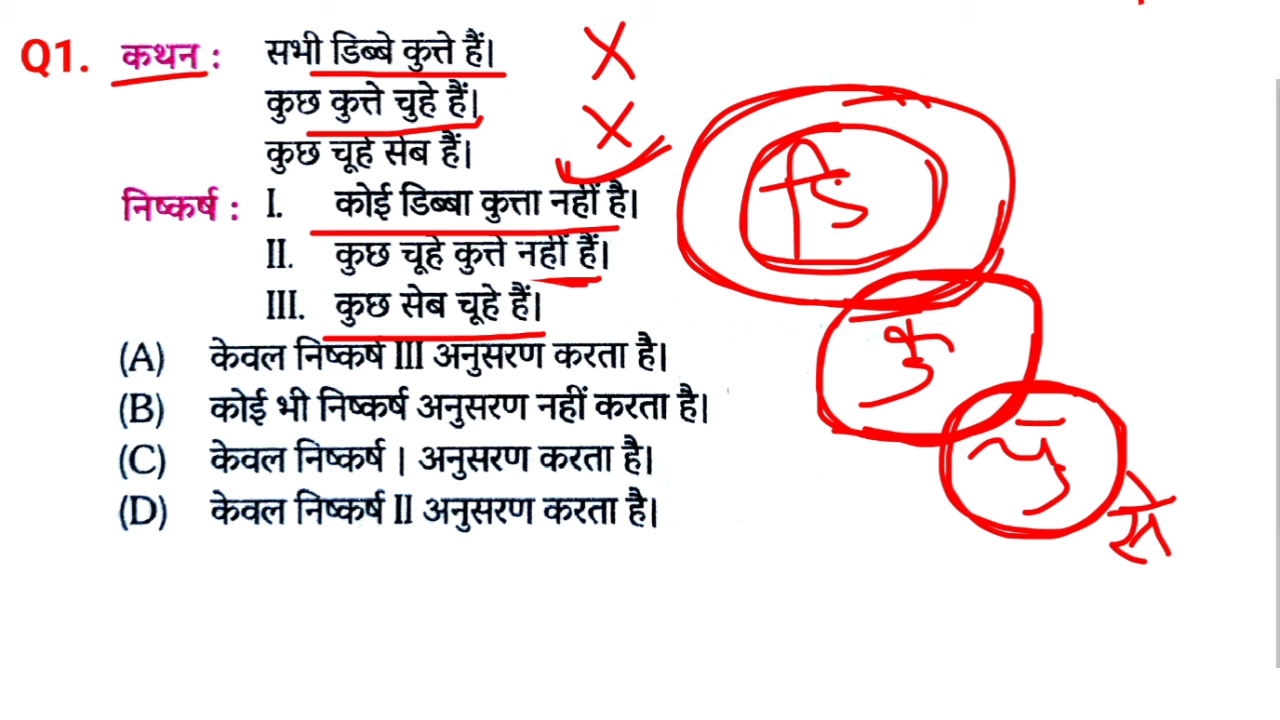 Q1. कथन : सभी डिब्बे कुत्ते हैं।
कुछ कुत्ते चुहे हैं।
कुछ चूहे सेब हैं।
निष्कर्ष : I. कोई डिब्बा कुत्ता नहीं है।
II. कुछ चूहे कुत्ते नहीं हैं।
III. कुछ सेब चूहे हैं।
(A) केवल निष्कर्ष III अनुसरण करता है।
(B) कोई भी निष्कर्ष अनुसरण नहीं करता है।
(C) केवल निष्कर्ष । अनुसरण करता है।
(D) केवल निष्कर्ष II अनुसरण करता है।
डि
कु
चु
से